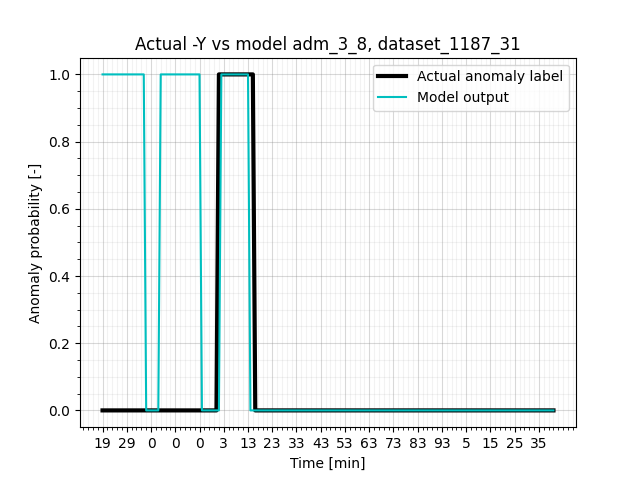 Actual -Y vs model adm_3_8, dataset_1187_31
Actual anomaly label
Model output
Anomaly probability [-]
1.0
0.8
0.6
0.4
0.2
0.0
19 29 0 0 0 3 13 23 33 43 53 63 73 83 93 5 15 25 35
Time [min]